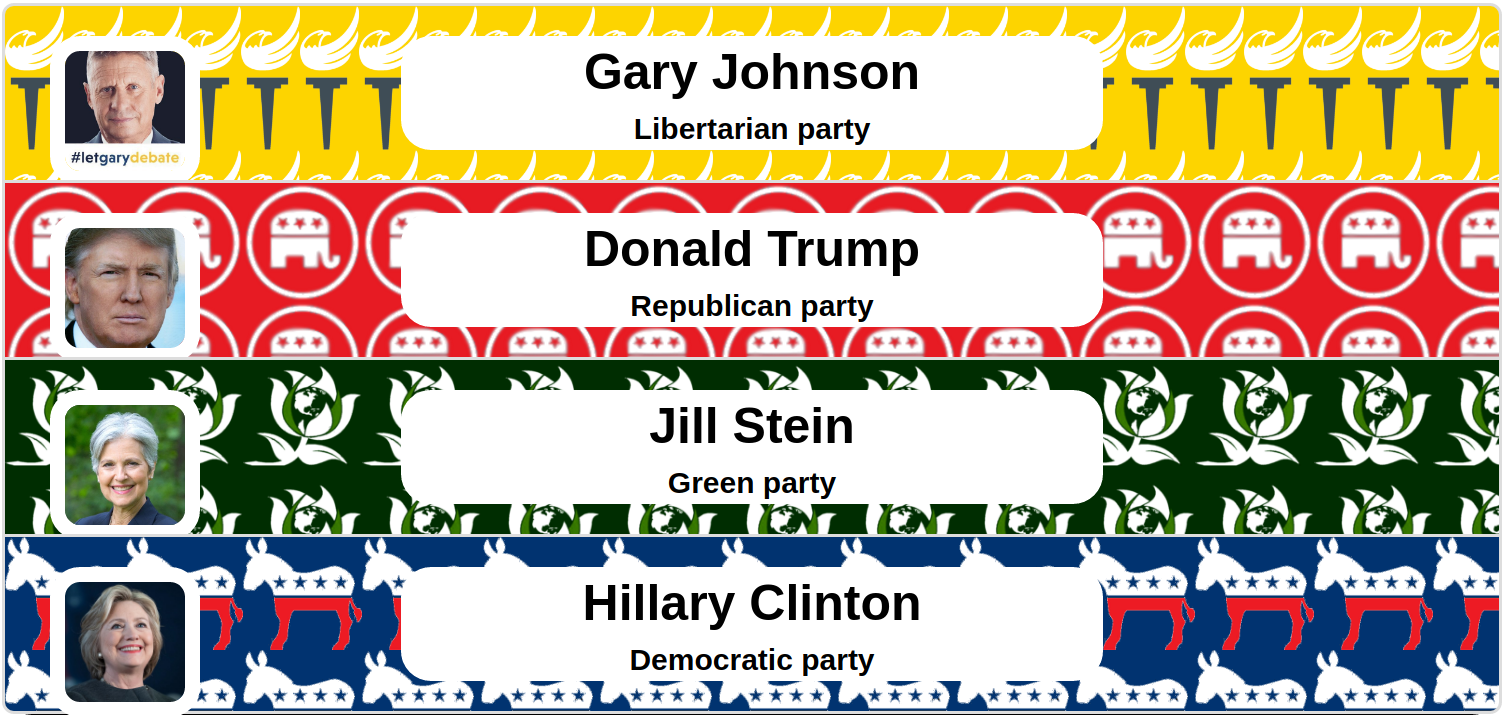 Gary Johnson
Libertarian party
#letgarydebate
Donald Trump
Republican party
Jill Stein
Green party
Hillary Clinton
Democratic party